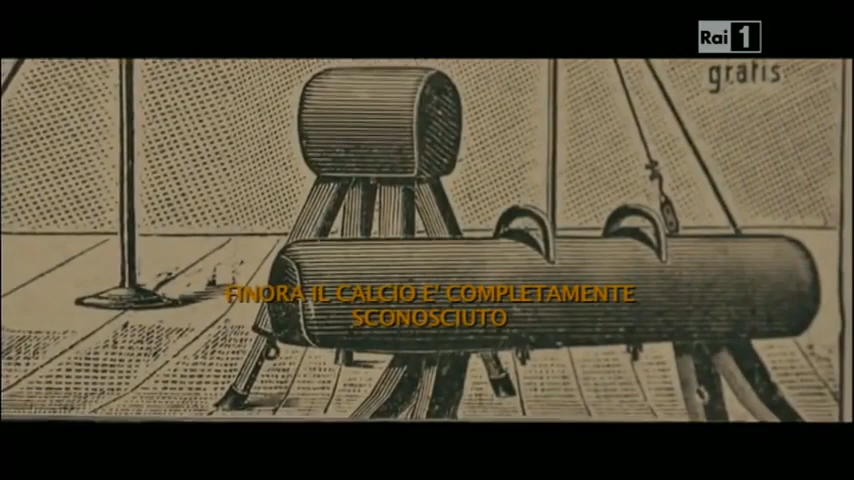 Rai 1
gratis
FINORA IL CALCIO E' COMPLETAMENTE
SCONOSCIUTO